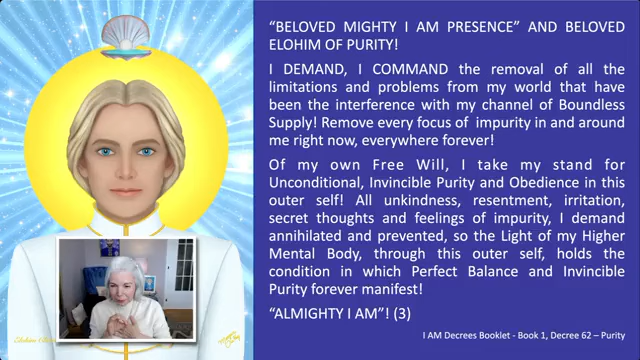 “BELOVED MIGHTY I AM PRESENCE” AND BELOVED
ELOHIM OF PURITY!
I DEMAND, I COMMAND the removal of all the
limitations and problems from my world that have
been the interference with my channel of Boundless
Supply! Remove every focus of impurity in and around
me right now, everywhere forever!
Of my own Free Will, I take my stand for
Unconditional, Invincible Purity and Obedience in this
outer self! All unkindness, resentment, irritation,
secret thoughts and feelings of impurity, I demand
annihilated and prevented, so the Light of my Higher
Mental Body, through this outer self, holds the
condition in which Perfect Balance and Invincible
Purity forever manifest!
“ALMIGHTY I AM”! (3)
I AM Decrees Booklet - Book 1, Decree 62 – Purity